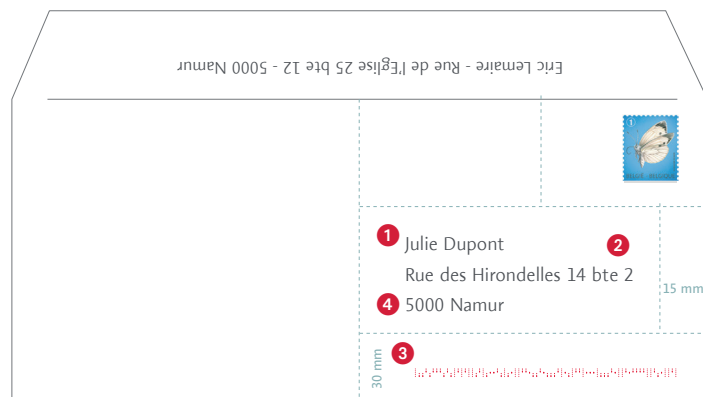 Eric Lemaire - Rue de l'Eglise 25 bte 12 - 5000 Namur
1
1
Julie Dupont
2
Rue des Hirondelles 14 bte 2
15 mm
4
5000 Namur
3
30 mm